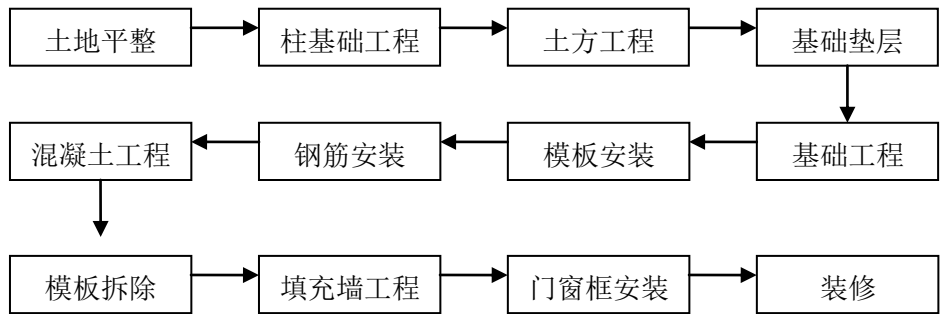 土地平整
柱基础工程
土方工程
基础垫层
混凝土工程
钢筋安装
模板安装
基础工程
模板拆除
填充墙工程
门窗框安装
装修